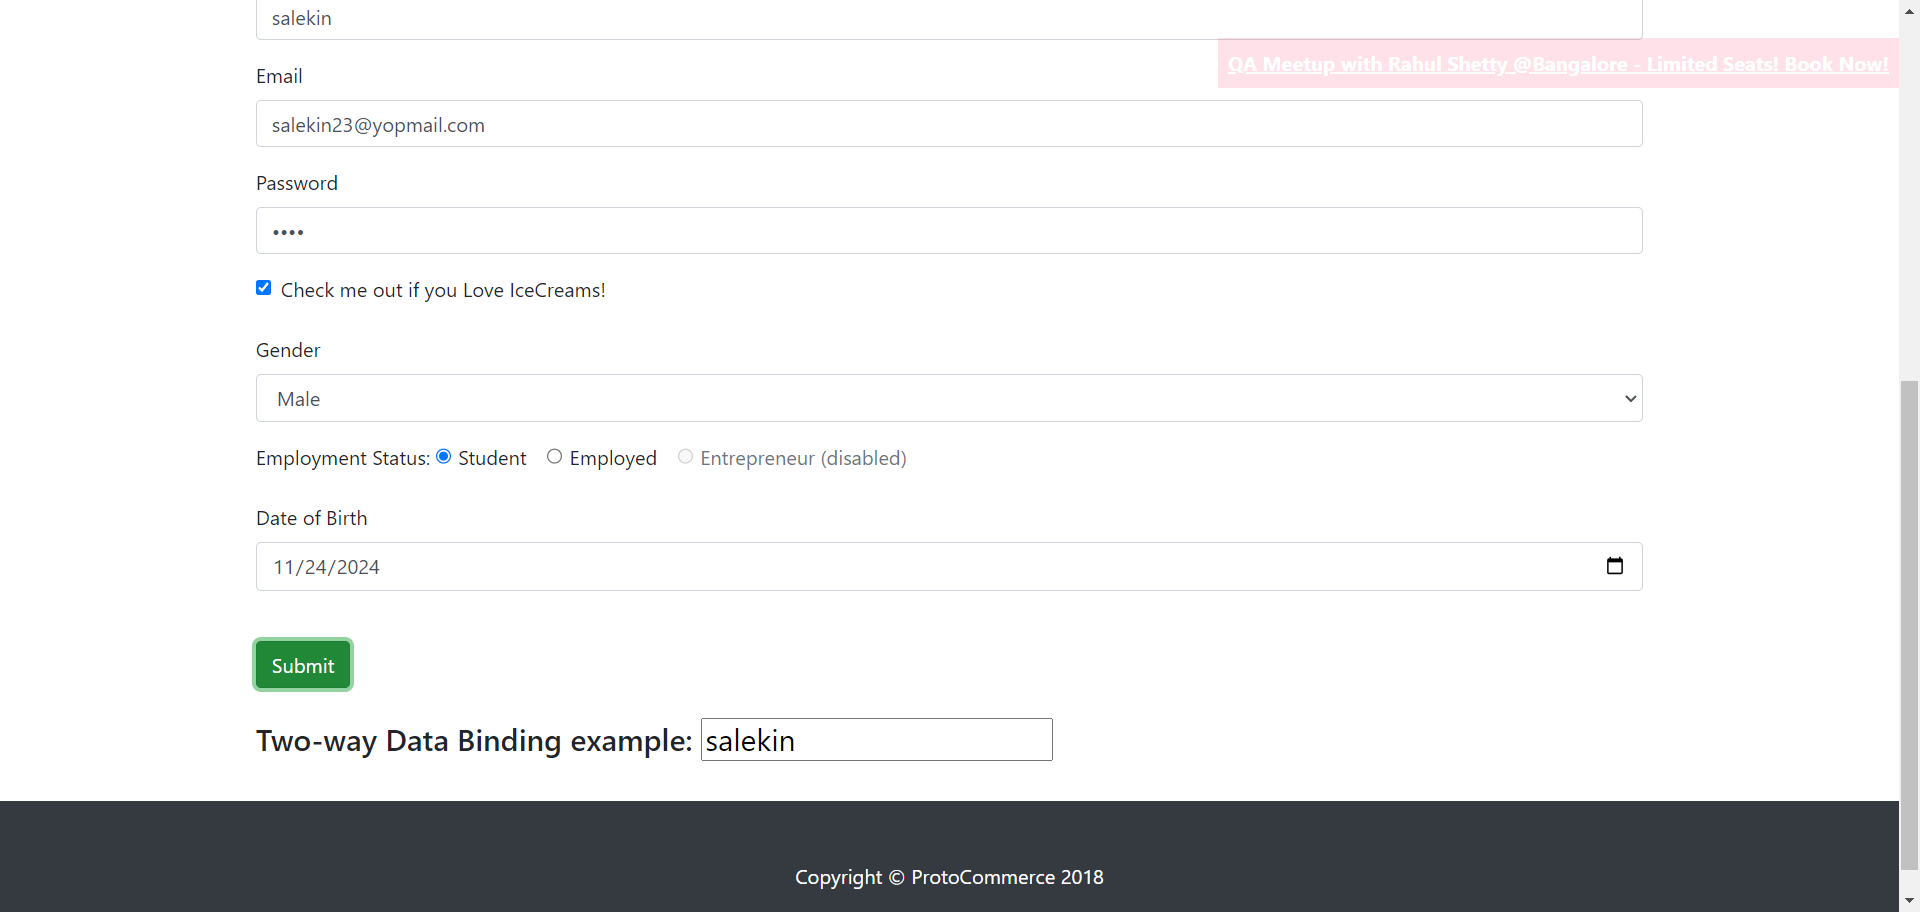 salekin
QA Meetup with Rahul Shetty @Bangalore - Limited Seats! Book Now!
Email
salekin23@yopmail.com
Password
••••
Check me out if you Love IceCreams!
Gender
Male
Employment Status: Student Employed Entrepreneur (disabled)
Date of Birth
11/24/2024
Submit
Two-way Data Binding example: salekin
Copyright © ProtoCommerce 2018